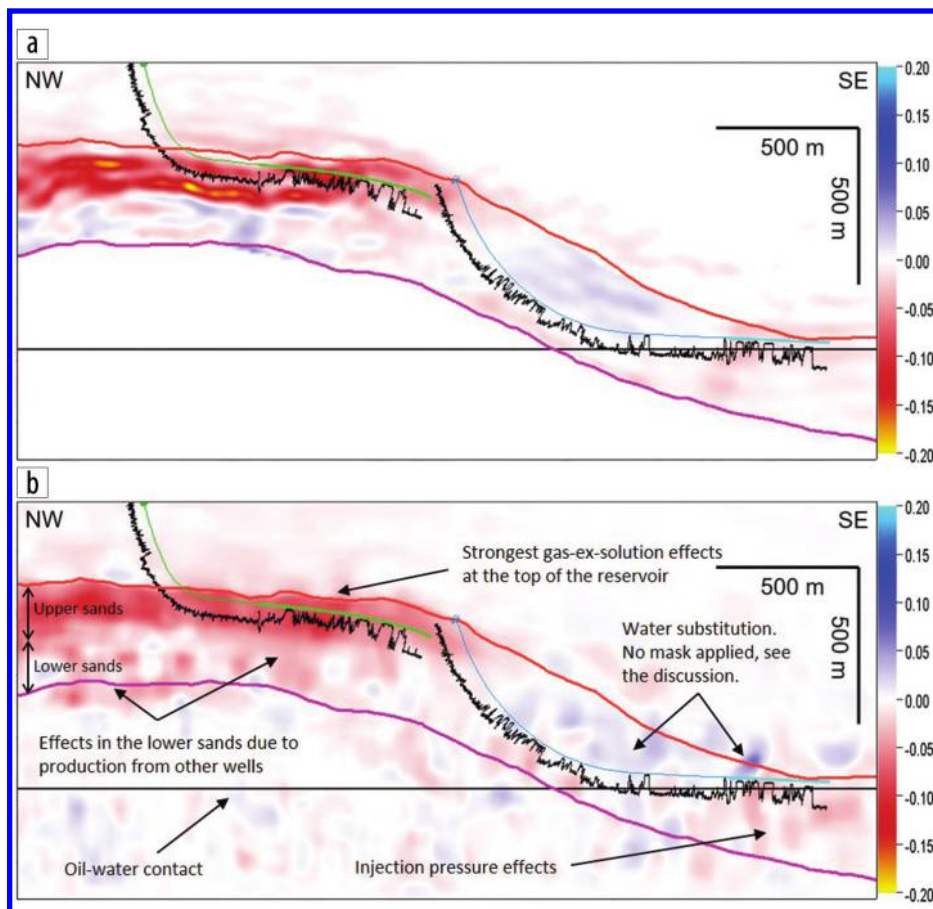 a
NW
SE
500 m
500 m
0.20
0.15
0.10
0.05
0.00
-0.05
-0.10
-0.15
-0.20
b
NW
SE
Strongest gas-ex-solution effects
at the top of the reservoir
500 m
500 m
Upper sands
Lower sands
Water substitution.
No mask applied, see
the discussion.
Effects in the lower sands due to
production from other wells
Oil-water contact
Injection pressure effects
0.20
0.15
0.10
0.05
0.00
-0.05
-0.10
-0.15
-0.20